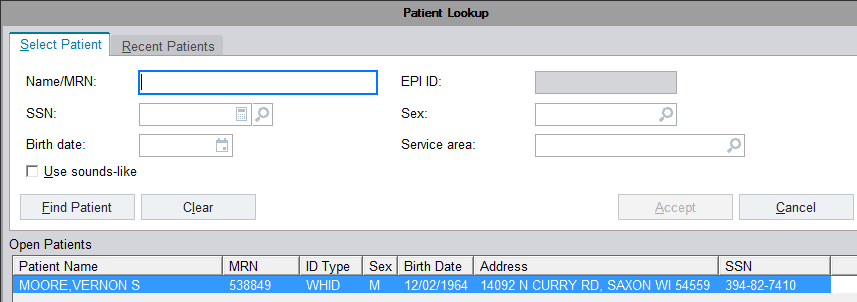 Patient Lookup
Select Patient Recent Patients
Name/MRN: EPI ID:
SSN: Sex:
Birth date: Service area:
Use sounds-like
Find Patient Clear Accept Cancel
Open Patients
Patient Name MRN ID Type Sex Birth Date Address SSN
MOORE,VERNON S 538849 WHID M 12/02/1964 14092 N CURRY RD, SAXON WI 54559 394-82-7410